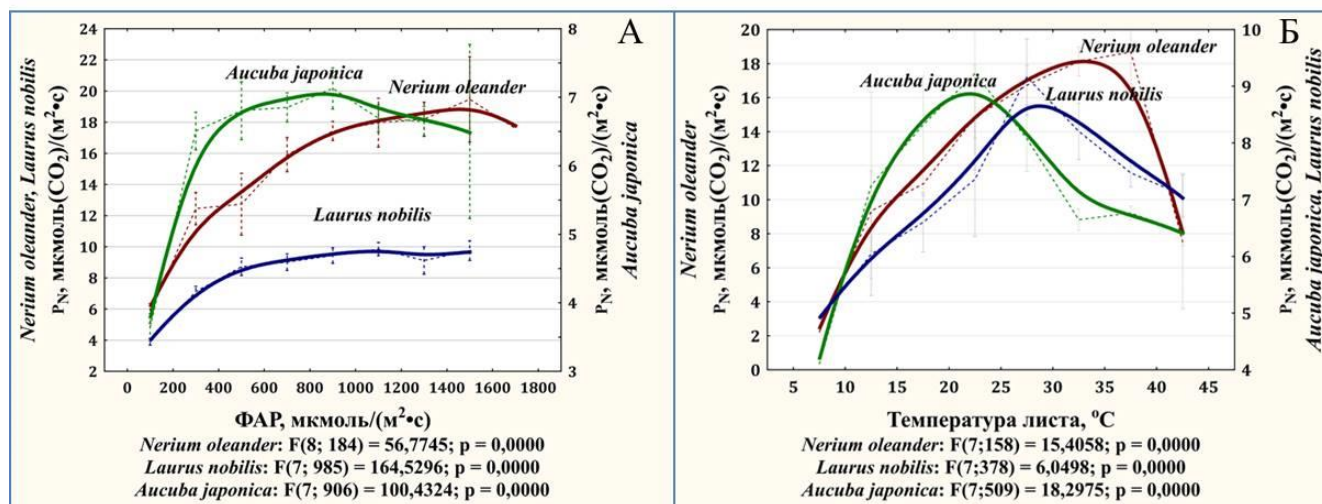 А
Nerium oleander, Laurus nobilis
P_N, мкмоль(CO₂)/(м²•с)
24
22
20
18
16
14
12
10
8
6
4
2
Aucuba japonica
Nerium oleander
Laurus nobilis
8
7
6
5
4
3
P_N, мкмоль(CO₂)/(м²•с)
Aucuba japonica
0 200 400 600 800 1000 1200 1400 1600 1800
ФАР, мкмоль/(м²•с)
Nerium oleander: F(8; 184) = 56,7745; p = 0,0000
Laurus nobilis: F(7; 985) = 164,5296; p = 0,0000
Aucuba japonica: F(7; 906) = 100,4324; p = 0,0000
Б
Nerium oleander
P_N, мкмоль(CO₂)/(м²•с)
20
18
16
14
12
10
8
6
4
2
0
Nerium oleander
Aucuba japonica
Laurus nobilis
10
9
8
7
6
5
4
P_N, мкмоль(CO₂)/(м²•с)
Aucuba japonica, Laurus nobilis
5 10 15 20 25 30 35 40 45
Температура листа, °C
Nerium oleander: F(7;158) = 15,4058; p = 0,0000
Laurus nobilis: F(7;378) = 6,0498; p = 0,0000
Aucuba japonica: F(7;509) = 18,2975; p = 0,0000